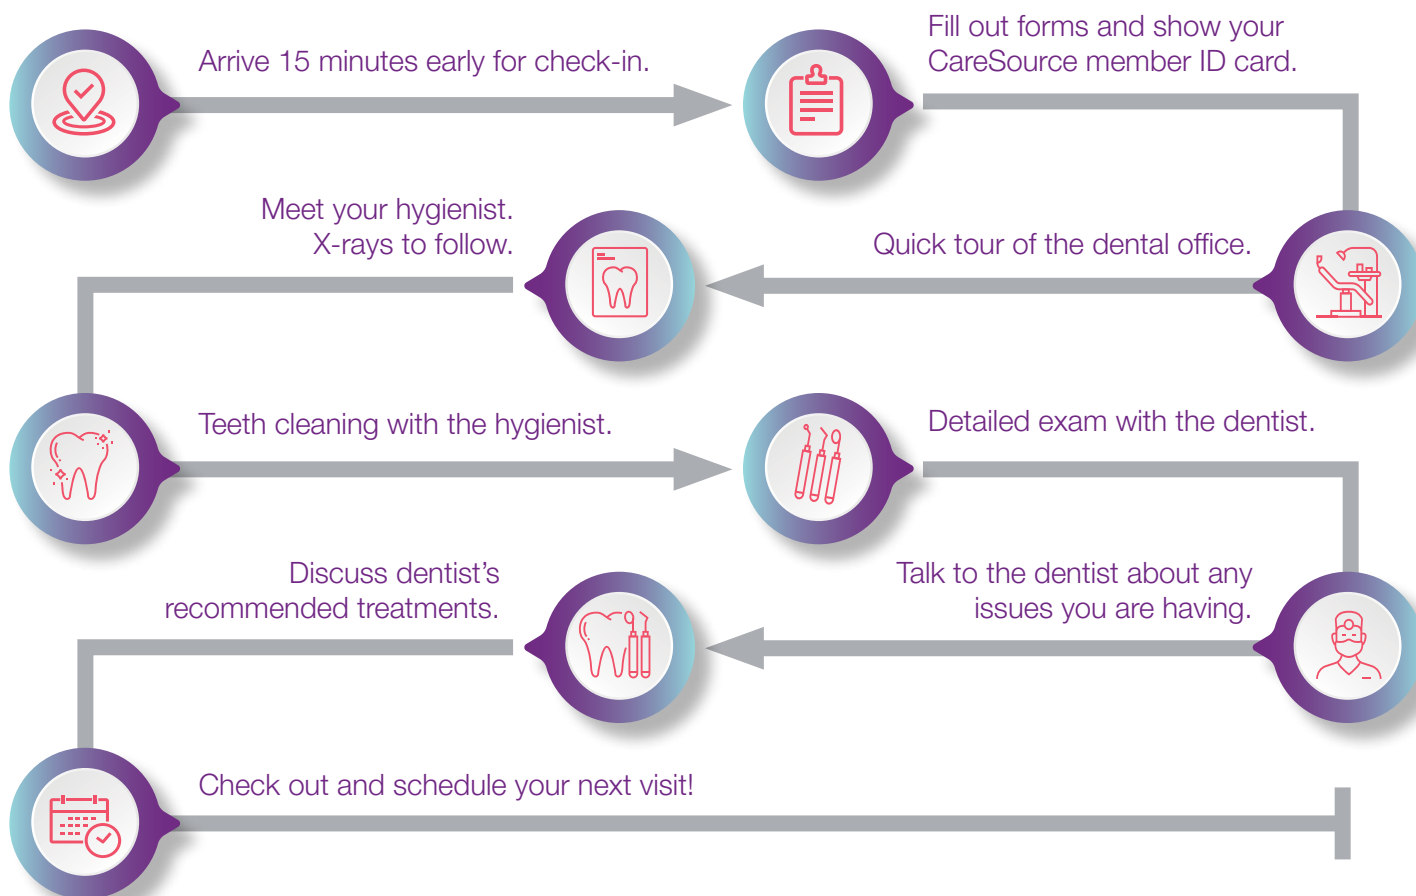 Arrive 15 minutes early for check-in.
Fill out forms and show your
CareSource member ID card.
Quick tour of the dental office.
Meet your hygienist.
X-rays to follow.
Teeth cleaning with the hygienist.
Detailed exam with the dentist.
Talk to the dentist about any
issues you are having.
Discuss dentist’s
recommended treatments.
Check out and schedule your next visit!